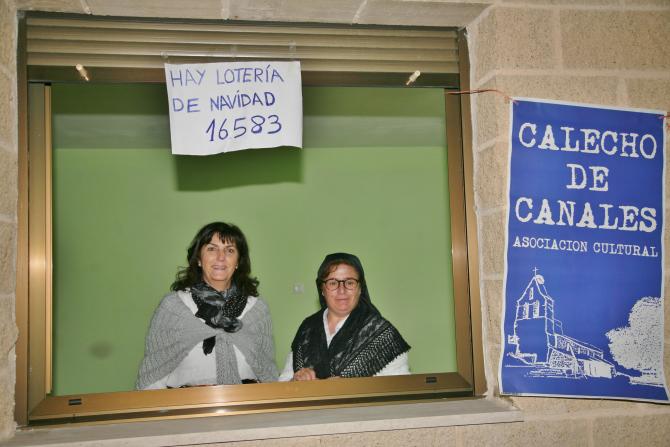 HAY LOTERÍA
DE NAVIDAD
16583
CALECHO
DE
CANALES
ASOCIACION CULTURAL